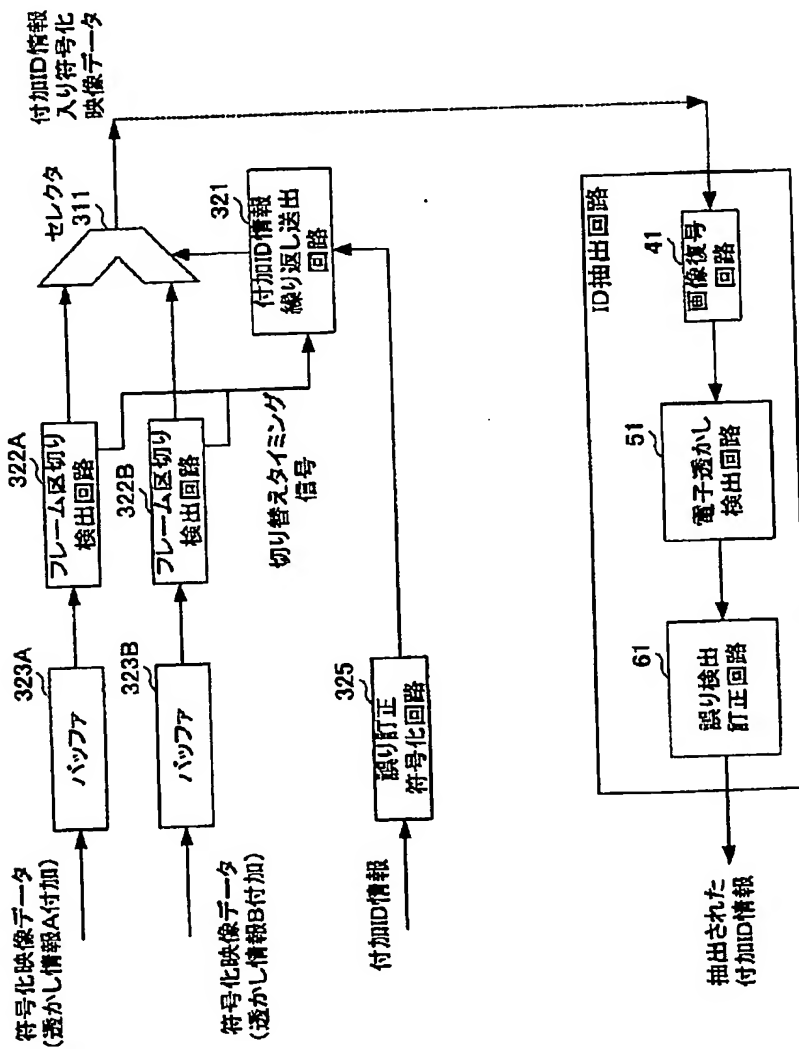 符号化映像データ
(透かし情報A付加)
323A
バッファ
322A
フレーム区切り
検出回路
セレクタ
311
付加ID情報
入り符号化
映像データ
符号化映像データ
(透かし情報B付加)
323B
バッファ
322B
フレーム区切り
検出回路
切り替えタイミング
信号
321
付加ID情報
繰り返し送出
回路
付加ID情報
325
誤り訂正
符号化回路
ID抽出回路
41
画像復号
回路
51
電子透かし
検出回路
61
誤り検出
訂正回路
抽出された
付加ID情報